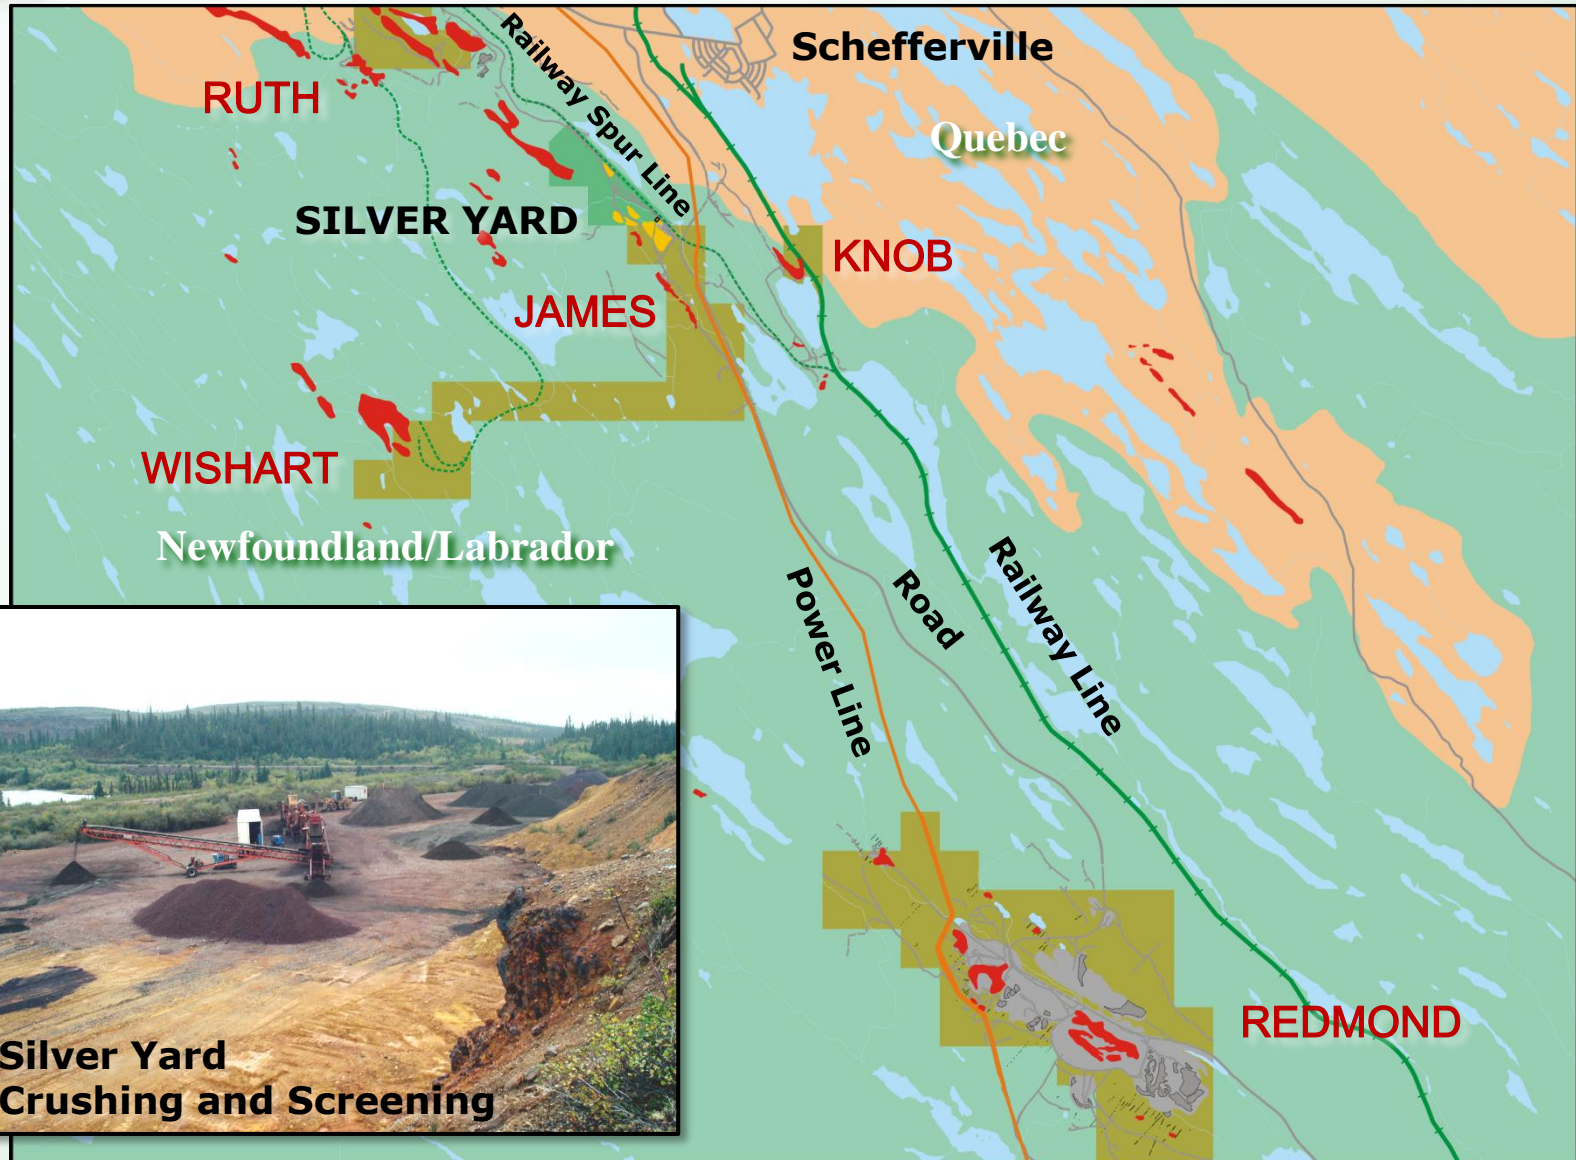 Schefferville
Railway Spur Line
RUTH
Quebec
SILVER YARD
KNOB
JAMES
WISHART
Newfoundland/Labrador
Power Line
Road
Railway Line
REDMOND
Silver Yard
Crushing and Screening